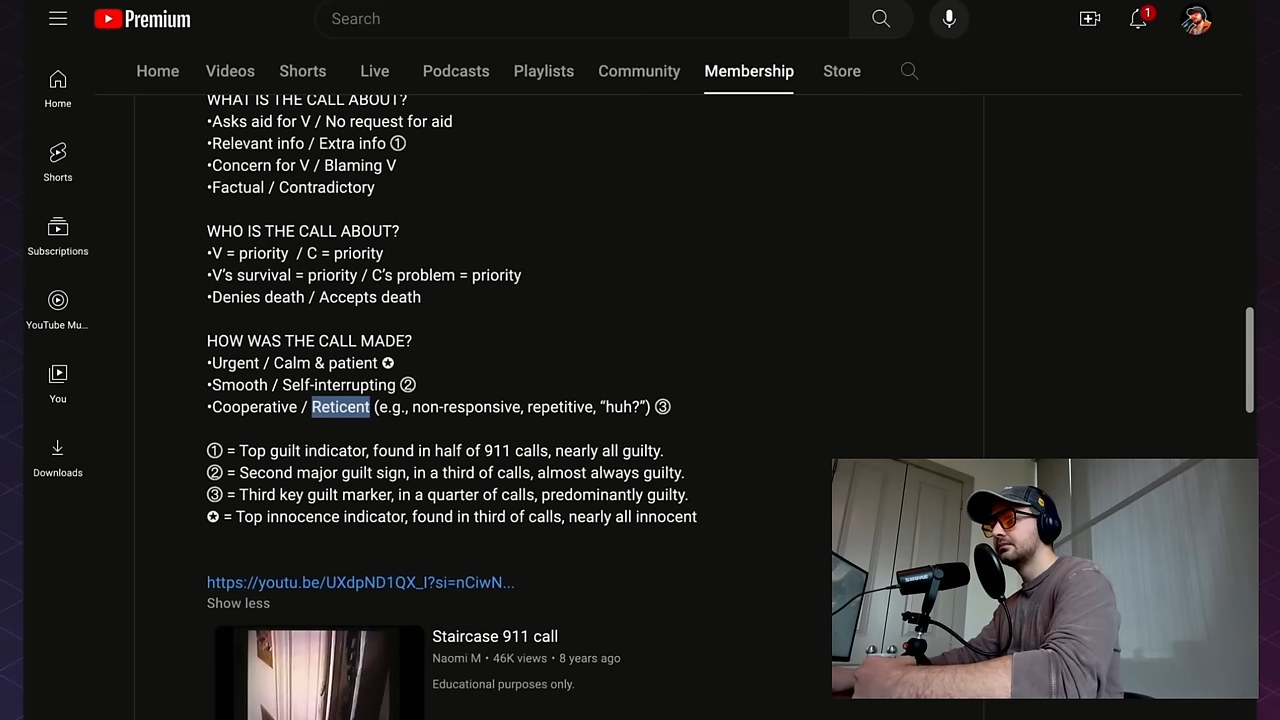 Premium
Search
1
Home
Videos
Shorts
Live
Podcasts
Playlists
Community
Membership
Store
Home
Shorts
Subscriptions
YouTube Mu...
You
Downloads
WHAT IS THE CALL ABOUT?
•Asks aid for V / No request for aid
•Relevant info / Extra info ①
•Concern for V / Blaming V
•Factual / Contradictory
WHO IS THE CALL ABOUT?
•V = priority / C = priority
•V’s survival = priority / C’s problem = priority
•Denies death / Accepts death
HOW WAS THE CALL MADE?
•Urgent / Calm & patient ✪
•Smooth / Self-interrupting ②
•Cooperative / Reticent (e.g., non-responsive, repetitive, “huh?”) ③
① = Top guilt indicator, found in half of 911 calls, nearly all guilty.
② = Second major guilt sign, in a third of calls, almost always guilty.
③ = Third key guilt marker, in a quarter of calls, predominantly guilty.
✪ = Top innocence indicator, found in third of calls, nearly all innocent
https://youtu.be/UXdpND1QX_I?si=nCiwN...
Show less
Staircase 911 call
Naomi M • 46K views • 8 years ago
Educational purposes only.
SHURE